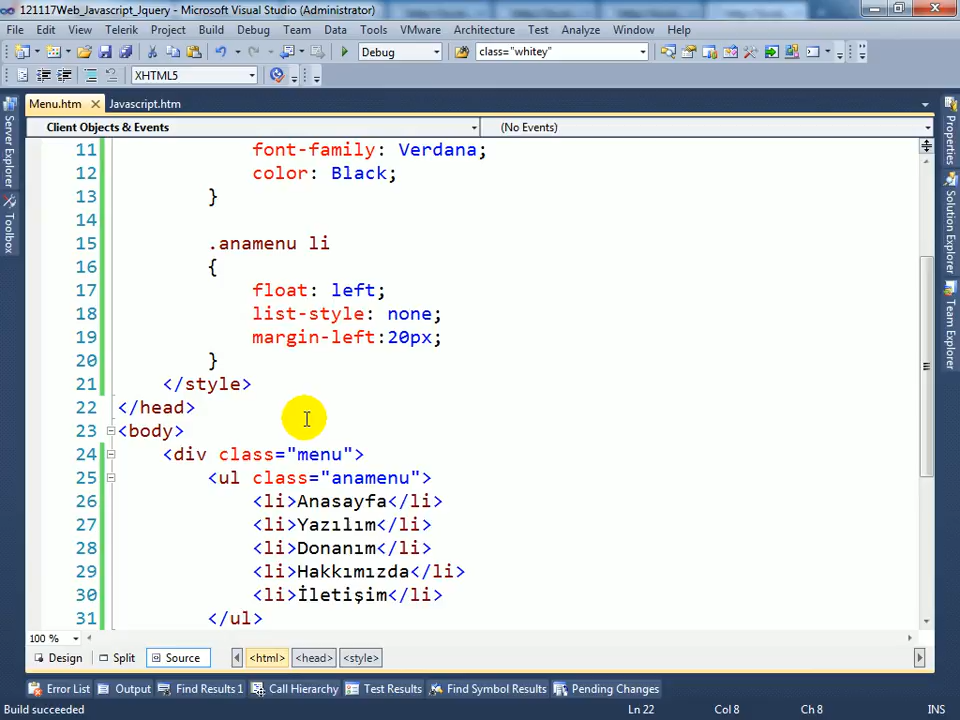 121117Web_Javascript_Jquery - Microsoft Visual Studio (Administrator)
File Edit View Telerik Project Build Debug Team Data Tools VMware Architecture Test Analyze Window Help
Debug class="whitey"
XHTML5
Menu.htm Javascript.htm
Client Objects & Events (No Events)
11 font-family: Verdana;
12 color: Black;
13 }
14
15 .anamenu li
16 {
17 float: left;
18 list-style: none;
19 margin-left:20px;
20 }
21 </style>
22 </head>
23 <body>
24 <div class="menu">
25 <ul class="anamenu">
26 <li>Anasayfa</li>
27 <li>Yazılım</li>
28 <li>Donanım</li>
29 <li>Hakkımızda</li>
30 <li>İletişim</li>
31 </ul>
100 %
Design Split Source <html> <head> <style>
Error List Output Find Results 1 Call Hierarchy Test Results Find Symbol Results Pending Changes
Build succeeded Ln 22 Col 8 Ch 8 INS
Server Explorer
Toolbox
Properties
Solution Explorer
Team Explorer